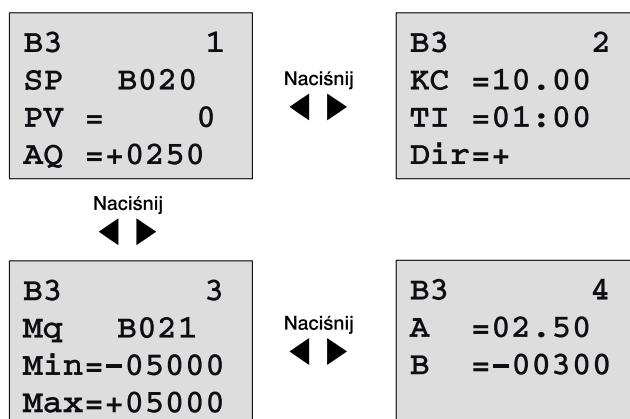 B3 1
SP B020
PV = 0
AQ =+0250
Naciśnij
B3 2
KC =10.00
TI =01:00
Dir=+
Naciśnij
B3 3
Mq B021
Min=-05000
Max=+05000
Naciśnij
B3 4
A =02.50
B =-00300